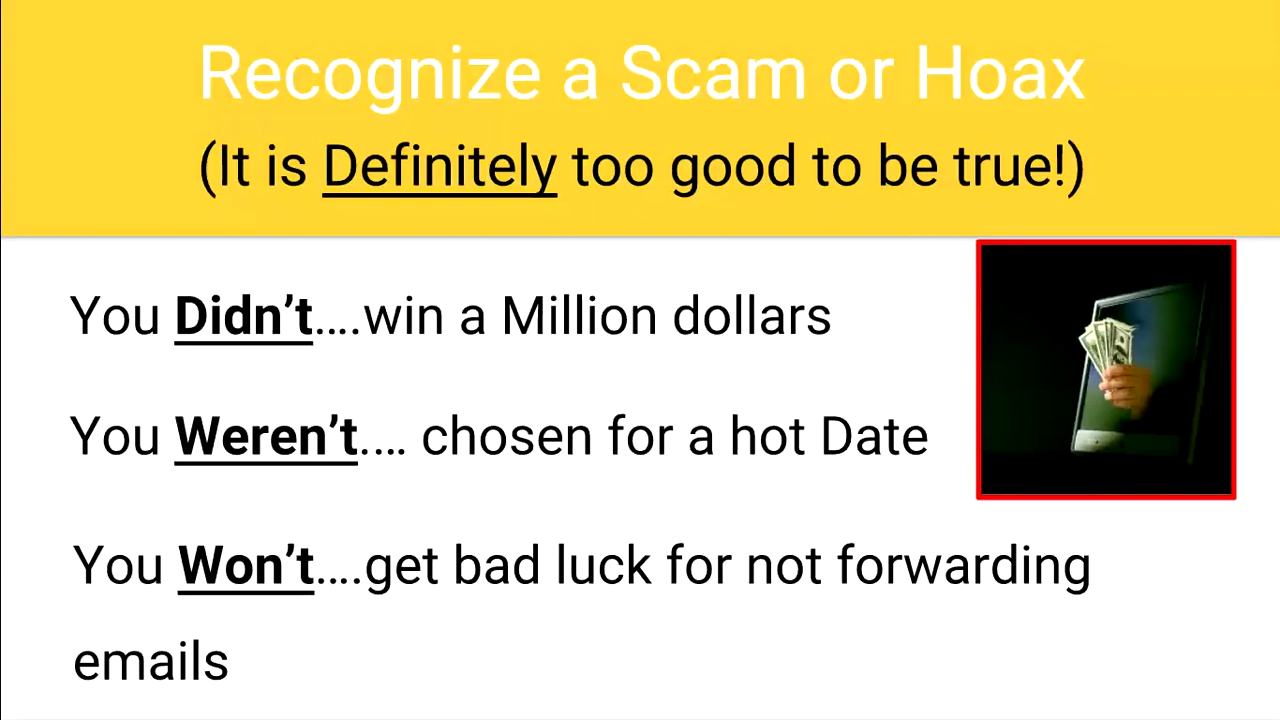 Recognize a Scam or Hoax
(It is Definitely too good to be true!)
You Didn’t....win a Million dollars
You Weren’t.... chosen for a hot Date
You Won’t....get bad luck for not forwarding
emails